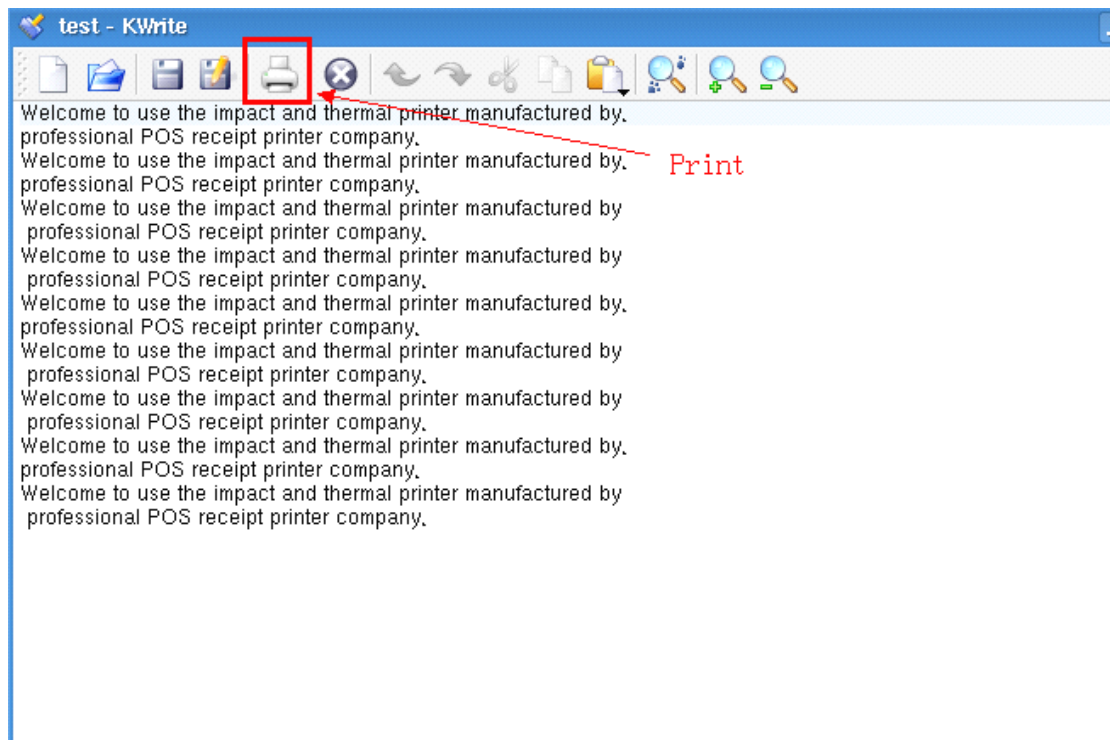 test - KWrite
Welcome to use the impact and thermal printer manufactured by.
professional POS receipt printer company.
Welcome to use the impact and thermal printer manufactured by.
Print
professional POS receipt printer company.
Welcome to use the impact and thermal printer manufactured by
professional POS receipt printer company.
Welcome to use the impact and thermal printer manufactured by
professional POS receipt printer company.
Welcome to use the impact and thermal printer manufactured by.
professional POS receipt printer company.
Welcome to use the impact and thermal printer manufactured by
professional POS receipt printer company.
Welcome to use the impact and thermal printer manufactured by
professional POS receipt printer company.
Welcome to use the impact and thermal printer manufactured by.
professional POS receipt printer company.
Welcome to use the impact and thermal printer manufactured by
professional POS receipt printer company.